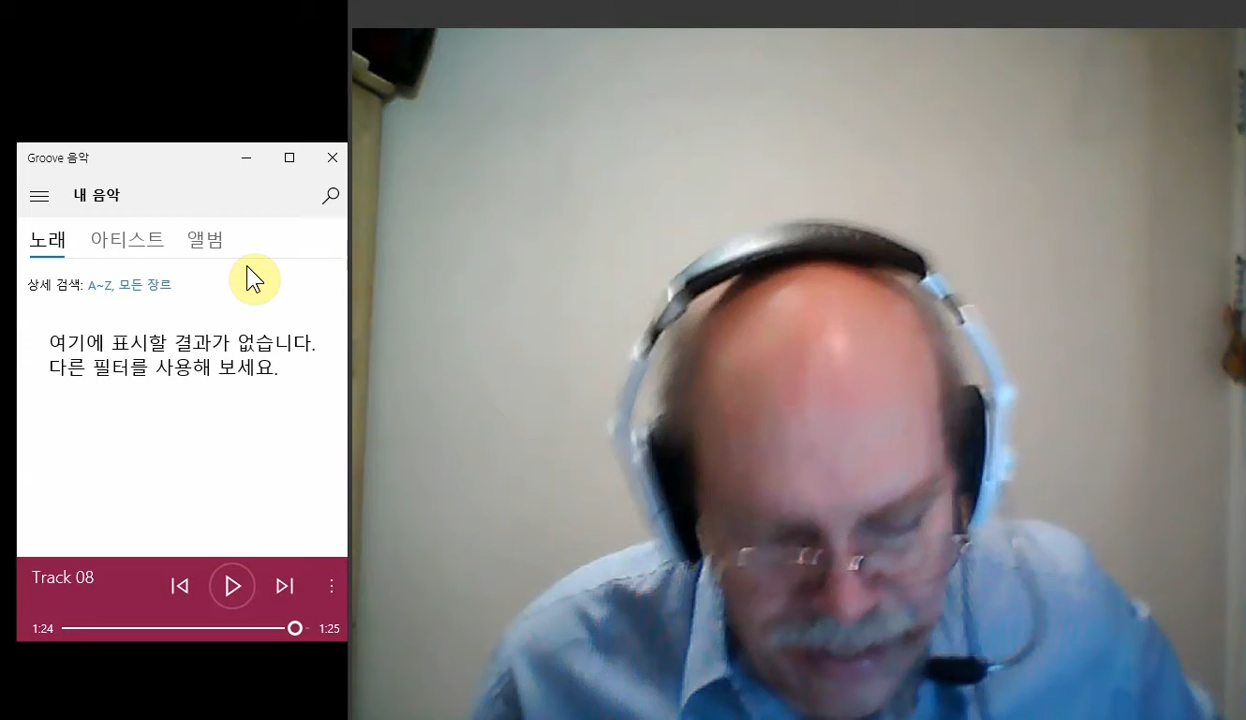 Groove 음악
내 음악
노래 아티스트 앨범
상세 검색: A~Z, 모든 장르
여기에 표시할 결과가 없습니다.
다른 필터를 사용해 보세요.
Track 08
1:24 1:25